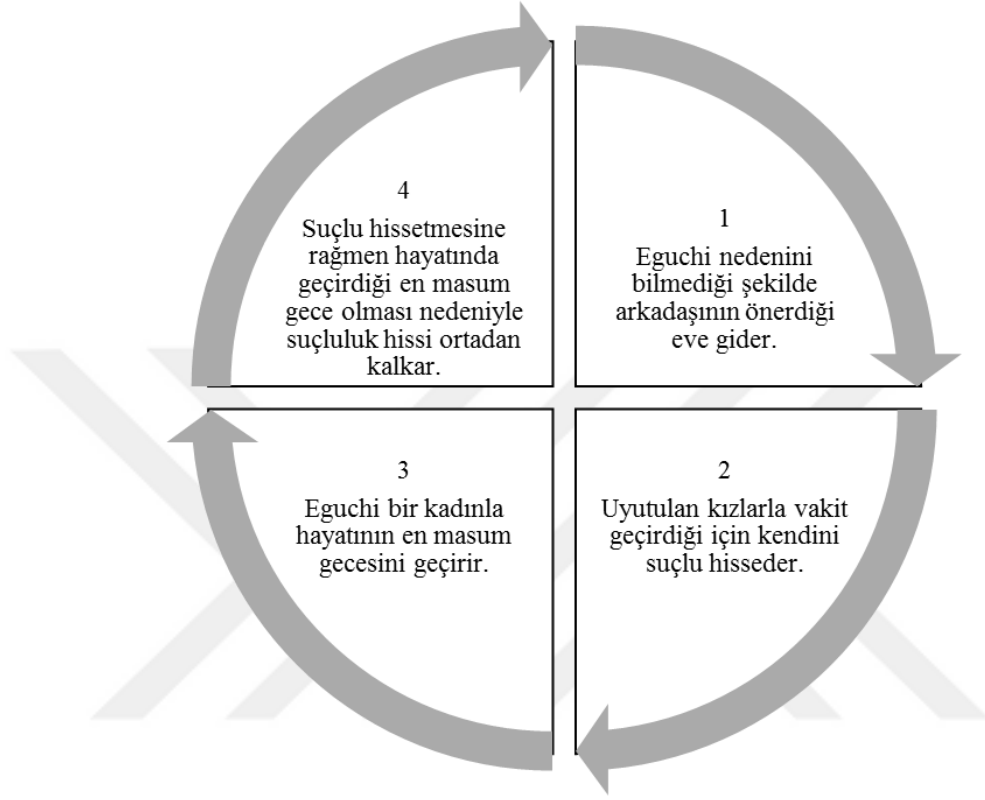 1
Eguchi nedenini
bilmediği şekilde
arkadaşının önerdiği
eve gider.
2
Uyutulan kızlarla vakit
geçirdiği için kendini
suçlu hisseder.
3
Eguchi bir kadınla
hayatının en masum
gecesini geçirir.
4
Suçlu hissetmesine
rağmen hayatında
geçirdiği en masum
gece olması nedeniyle
suçluluk hissi ortadan
kalkar.